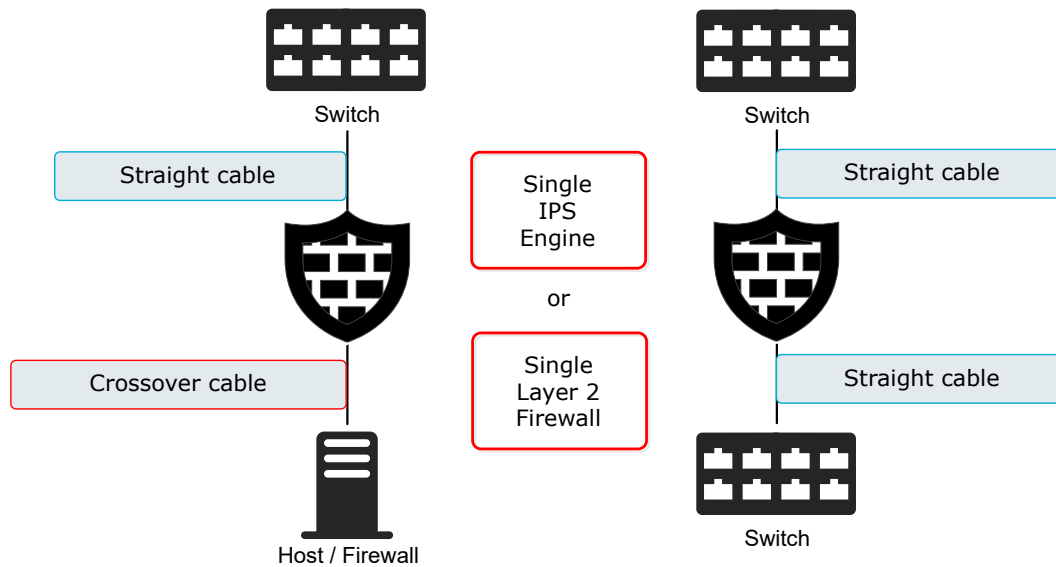 Switch
Switch
Straight cable
Straight cable
Single
IPS
Engine
or
Crossover cable
Single
Layer 2
Firewall
Straight cable
Host / Firewall
Switch